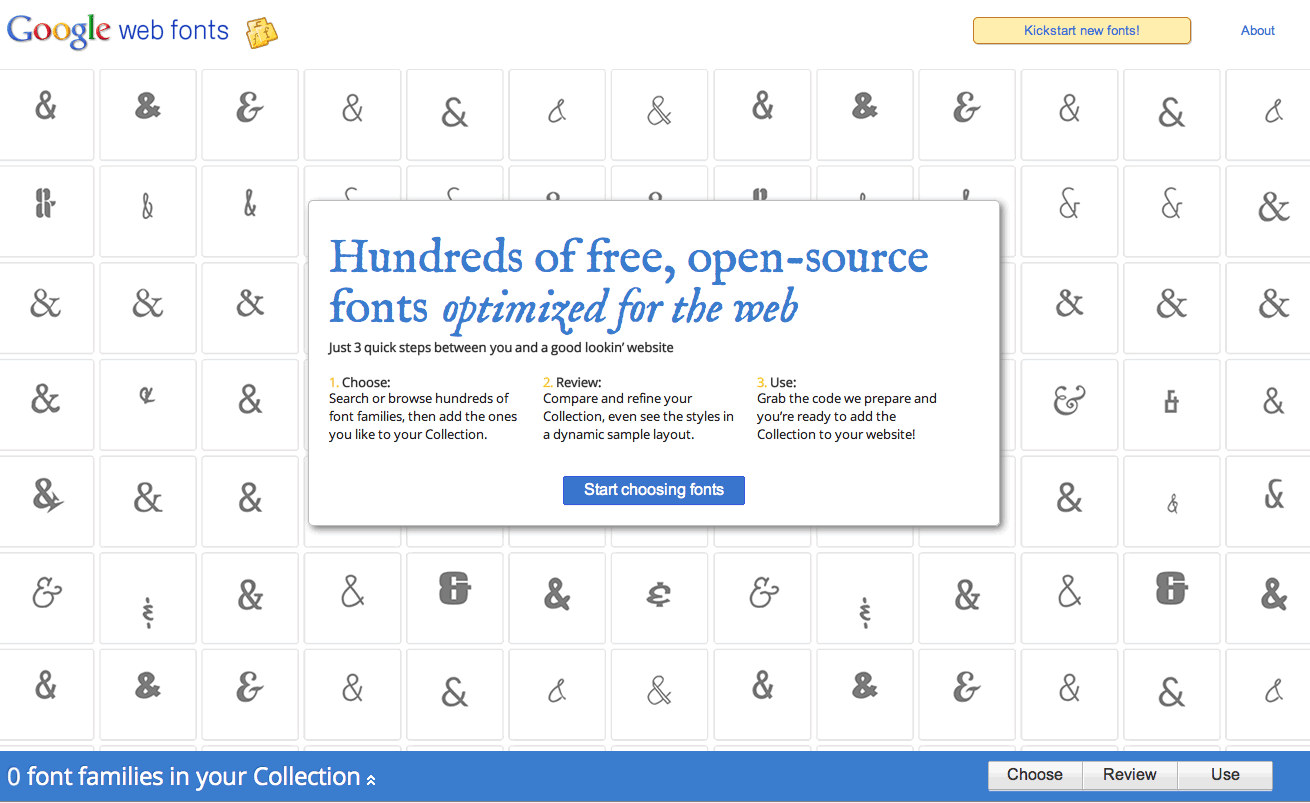 Google web fonts
Kickstart new fonts!
About
& & & & & & & & & & & & &
& & & & & & & & & & & & &
& & & & & &
& & & & & &
& & & & & &
& & & & & & & & & & & & &
& & & & & & & & & & & & &
Hundreds of free, open-source
fonts optimized for the web
Just 3 quick steps between you and a good lookin’ website
1. Choose:
Search or browse hundreds of
font families, then add the ones
you like to your Collection.
2. Review:
Compare and refine your
Collection, even see the styles in
a dynamic sample layout.
3. Use:
Grab the code we prepare and
you’re ready to add the
Collection to your website!
Start choosing fonts
0 font families in your Collection
Choose
Review
Use